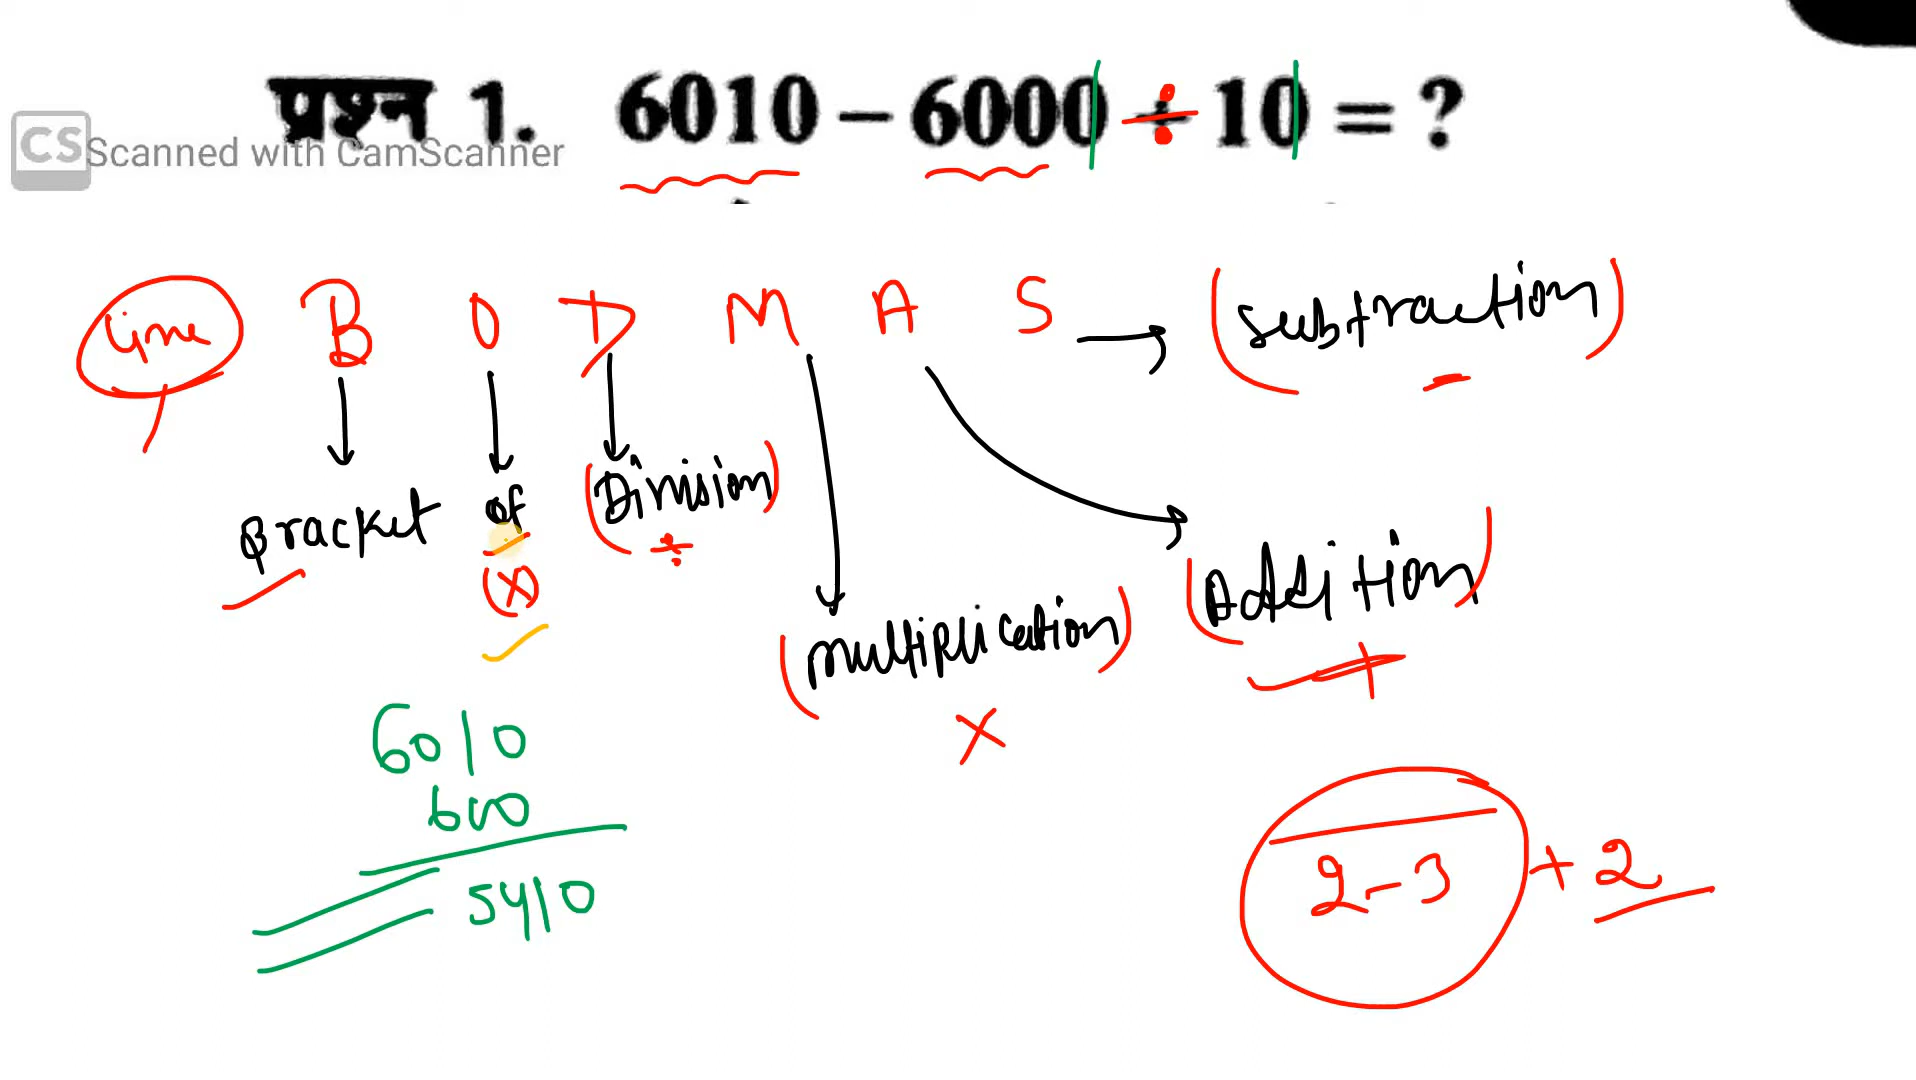 प्रश्न 1. 6010 – 6000 ÷ 10 = ?
CS Scanned with CamScanner
Line B O D M A S → (subtraction)
–
Bracket of (Division) ÷
(x)
(multiplication) (Addition)
x +
6010
600
5410
2-3 + 2